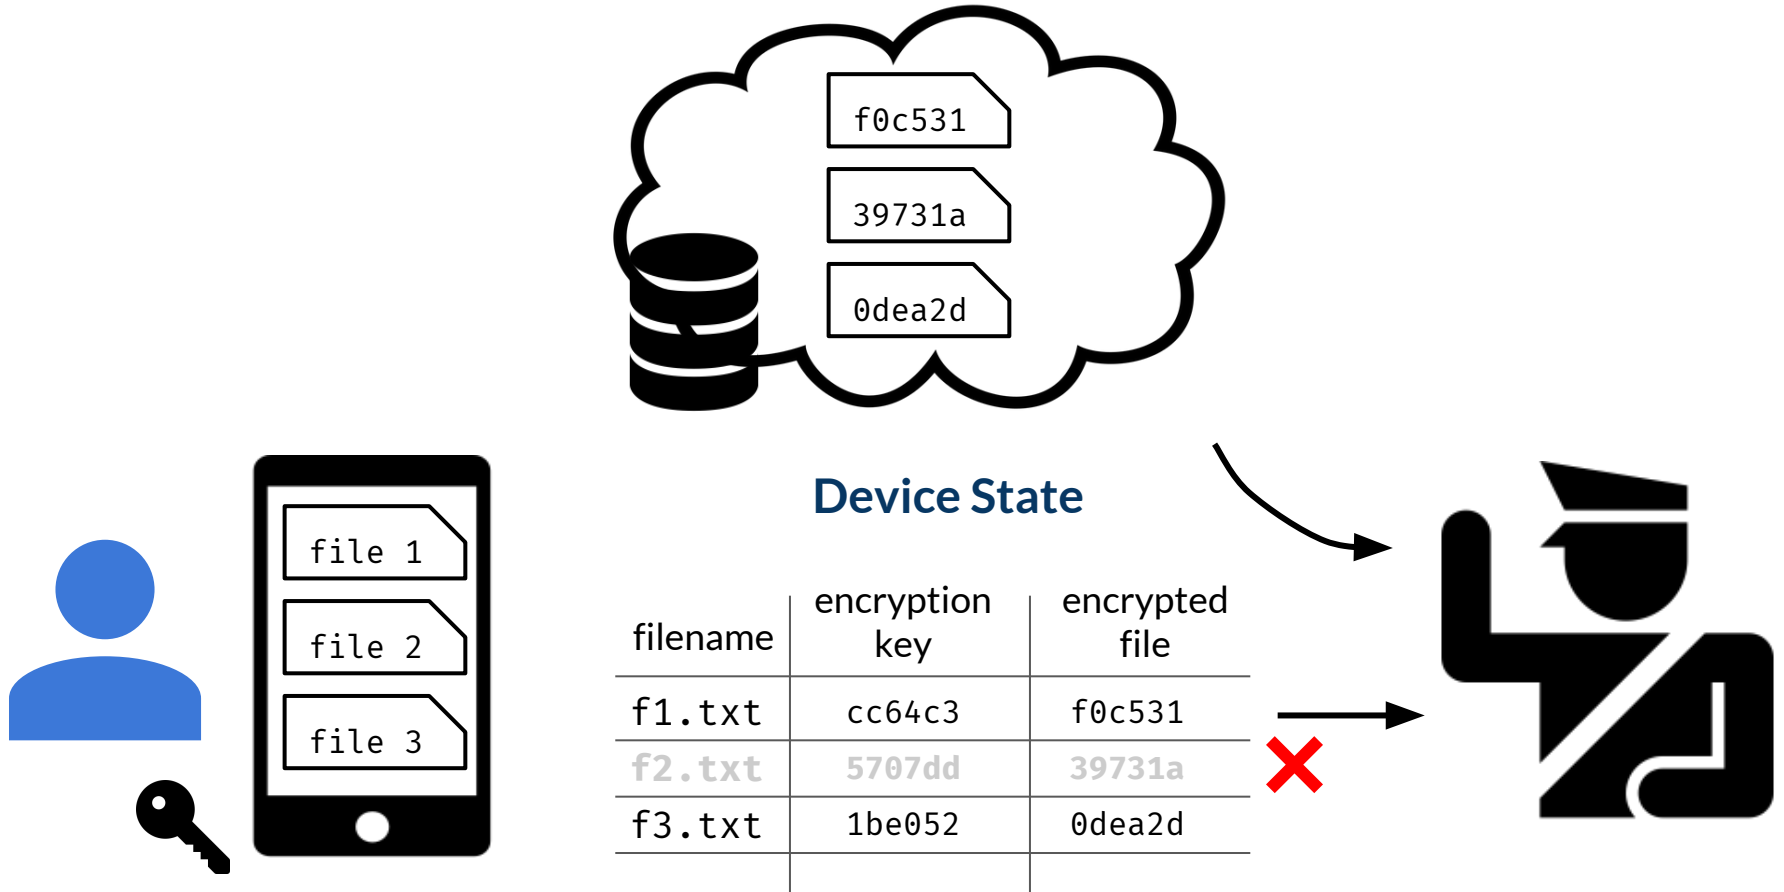 f0c531
39731a
0dea2d
file 1
file 2
file 3
Device State
filename
encryption
key
encrypted
file
f1.txt cc64c3 f0c531
f2.txt 5707dd 39731a
f3.txt 1be052 0dea2d